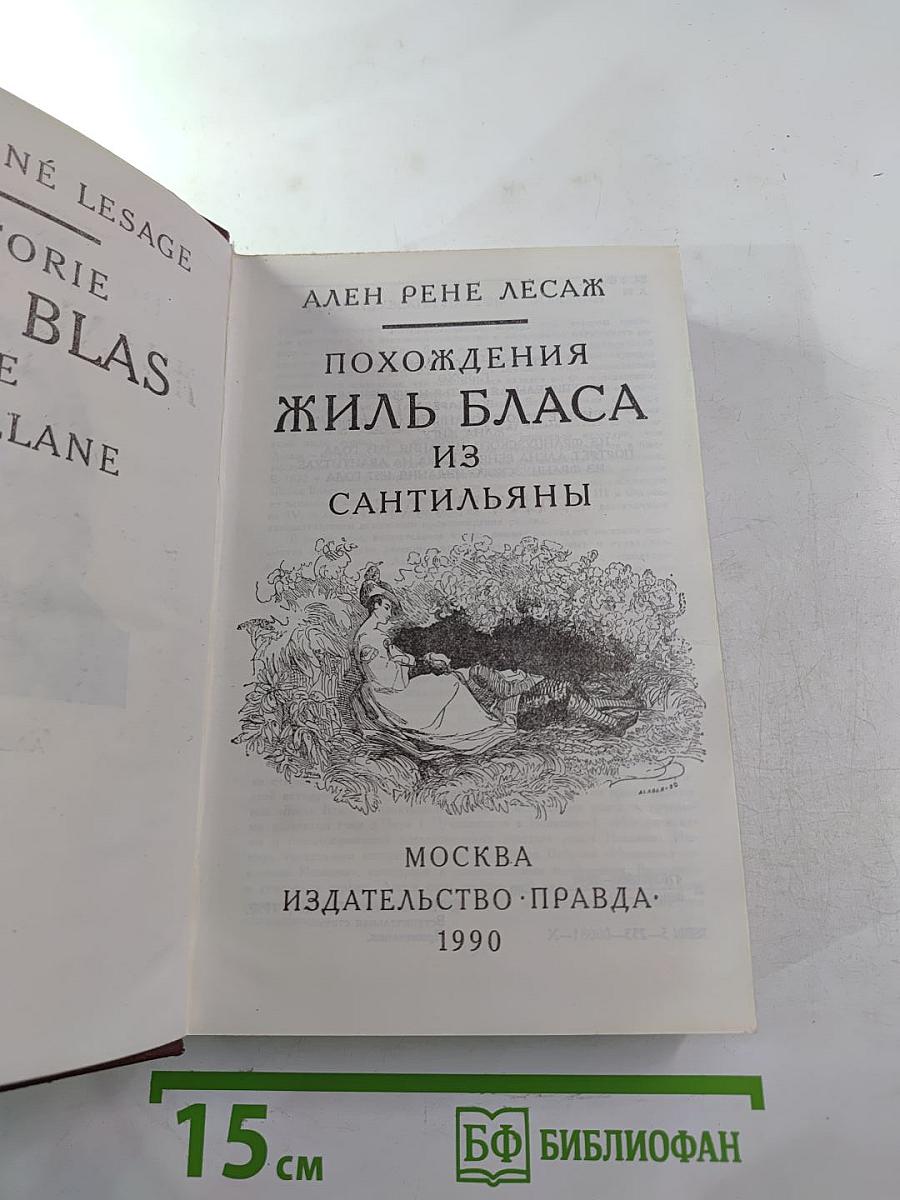 NÉ LESAGE
TORIE
BLAS
E
LLANE
АЛЕН РЕНЕ ЛЕСАЖ
ПОХОЖДЕНИЯ
ЖИЛЬ БЛАСА
ИЗ
САНТИЛЬЯНЫ
МОСКВА
ИЗДАТЕЛЬСТВО·ПРАВДА·
1990
15 см
БФ БИБЛИОФАН